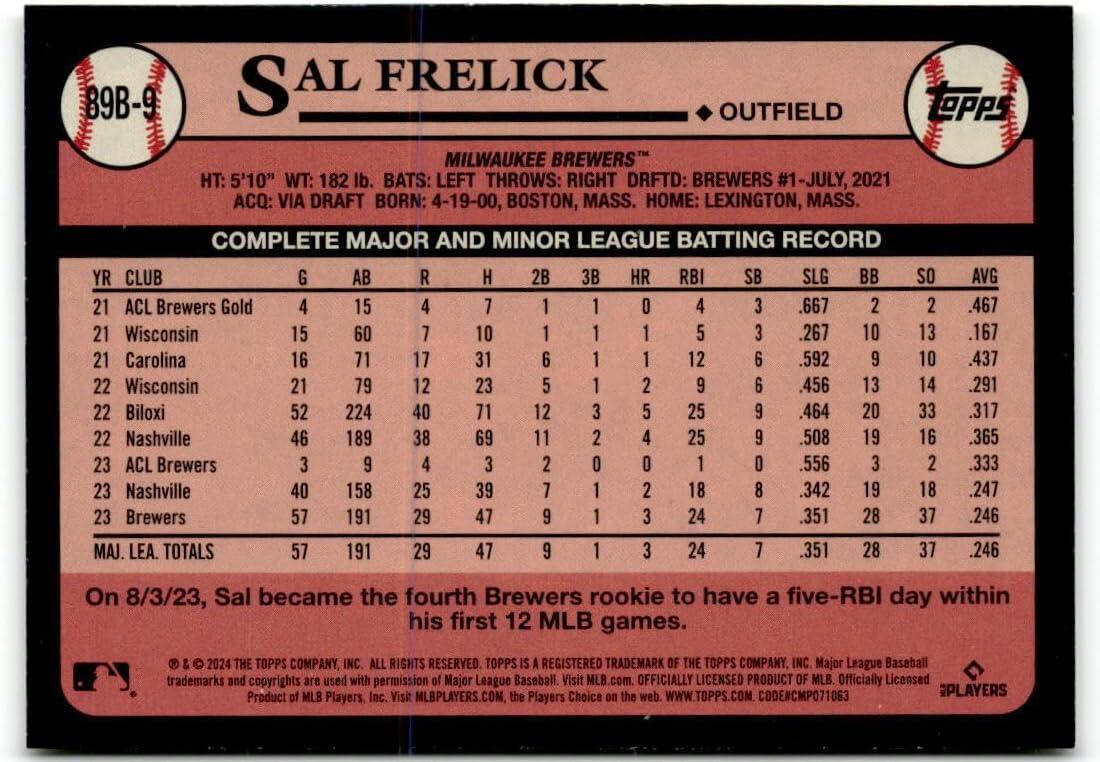 89B-9
SAL FRELICK
◆ OUTFIELD
TOPPS
MILWAUKEE BREWERS™
HT: 5'10" WT: 182 lb. BATS: LEFT THROWS: RIGHT DRFTD: BREWERS #1-JULY, 2021
ACQ: VIA DRAFT BORN: 4-19-00, BOSTON, MASS. HOME: LEXINGTON, MASS.
COMPLETE MAJOR AND MINOR LEAGUE BATTING RECORD
YR CLUB G AB R H 2B 3B HR RBI SB SLG BB SO AVG
21 ACL Brewers Gold 4 15 4 7 1 1 0 4 3 .667 2 2 .467
21 Wisconsin 15 60 7 10 1 1 1 5 3 .267 10 13 .167
21 Carolina 16 71 17 31 6 1 1 12 6 .592 9 10 .437
22 Wisconsin 21 79 12 23 5 1 2 9 6 .456 13 14 .291
22 Biloxi 52 224 40 71 12 3 5 25 9 .464 20 33 .317
22 Nashville 46 189 38 69 11 2 4 25 9 .508 19 16 .365
23 ACL Brewers 3 9 4 3 2 0 0 1 0 .556 3 2 .333
23 Nashville 40 158 25 39 7 1 2 18 8 .342 19 18 .247
23 Brewers 57 191 29 47 9 1 3 24 7 .351 28 37 .246
MAJ. LEA. TOTALS 57 191 29 47 9 1 3 24 7 .351 28 37 .246
On 8/3/23, Sal became the fourth Brewers rookie to have a five-RBI day within
his first 12 MLB games.
® & © 2024 THE TOPPS COMPANY, INC. ALL RIGHTS RESERVED. TOPPS IS A REGISTERED TRADEMARK OF THE TOPPS COMPANY, INC. Major League Baseball
trademarks and copyrights are used with permission of Major League Baseball. Visit MLB.com. OFFICIALLY LICENSED PRODUCT OF MLB. Officially Licensed
Product of MLB Players, Inc. Visit MLBPLAYERS.COM, the Players Choice on the web. WWW.TOPPS.COM. CODE#CMP071063
MLB PLAYERS